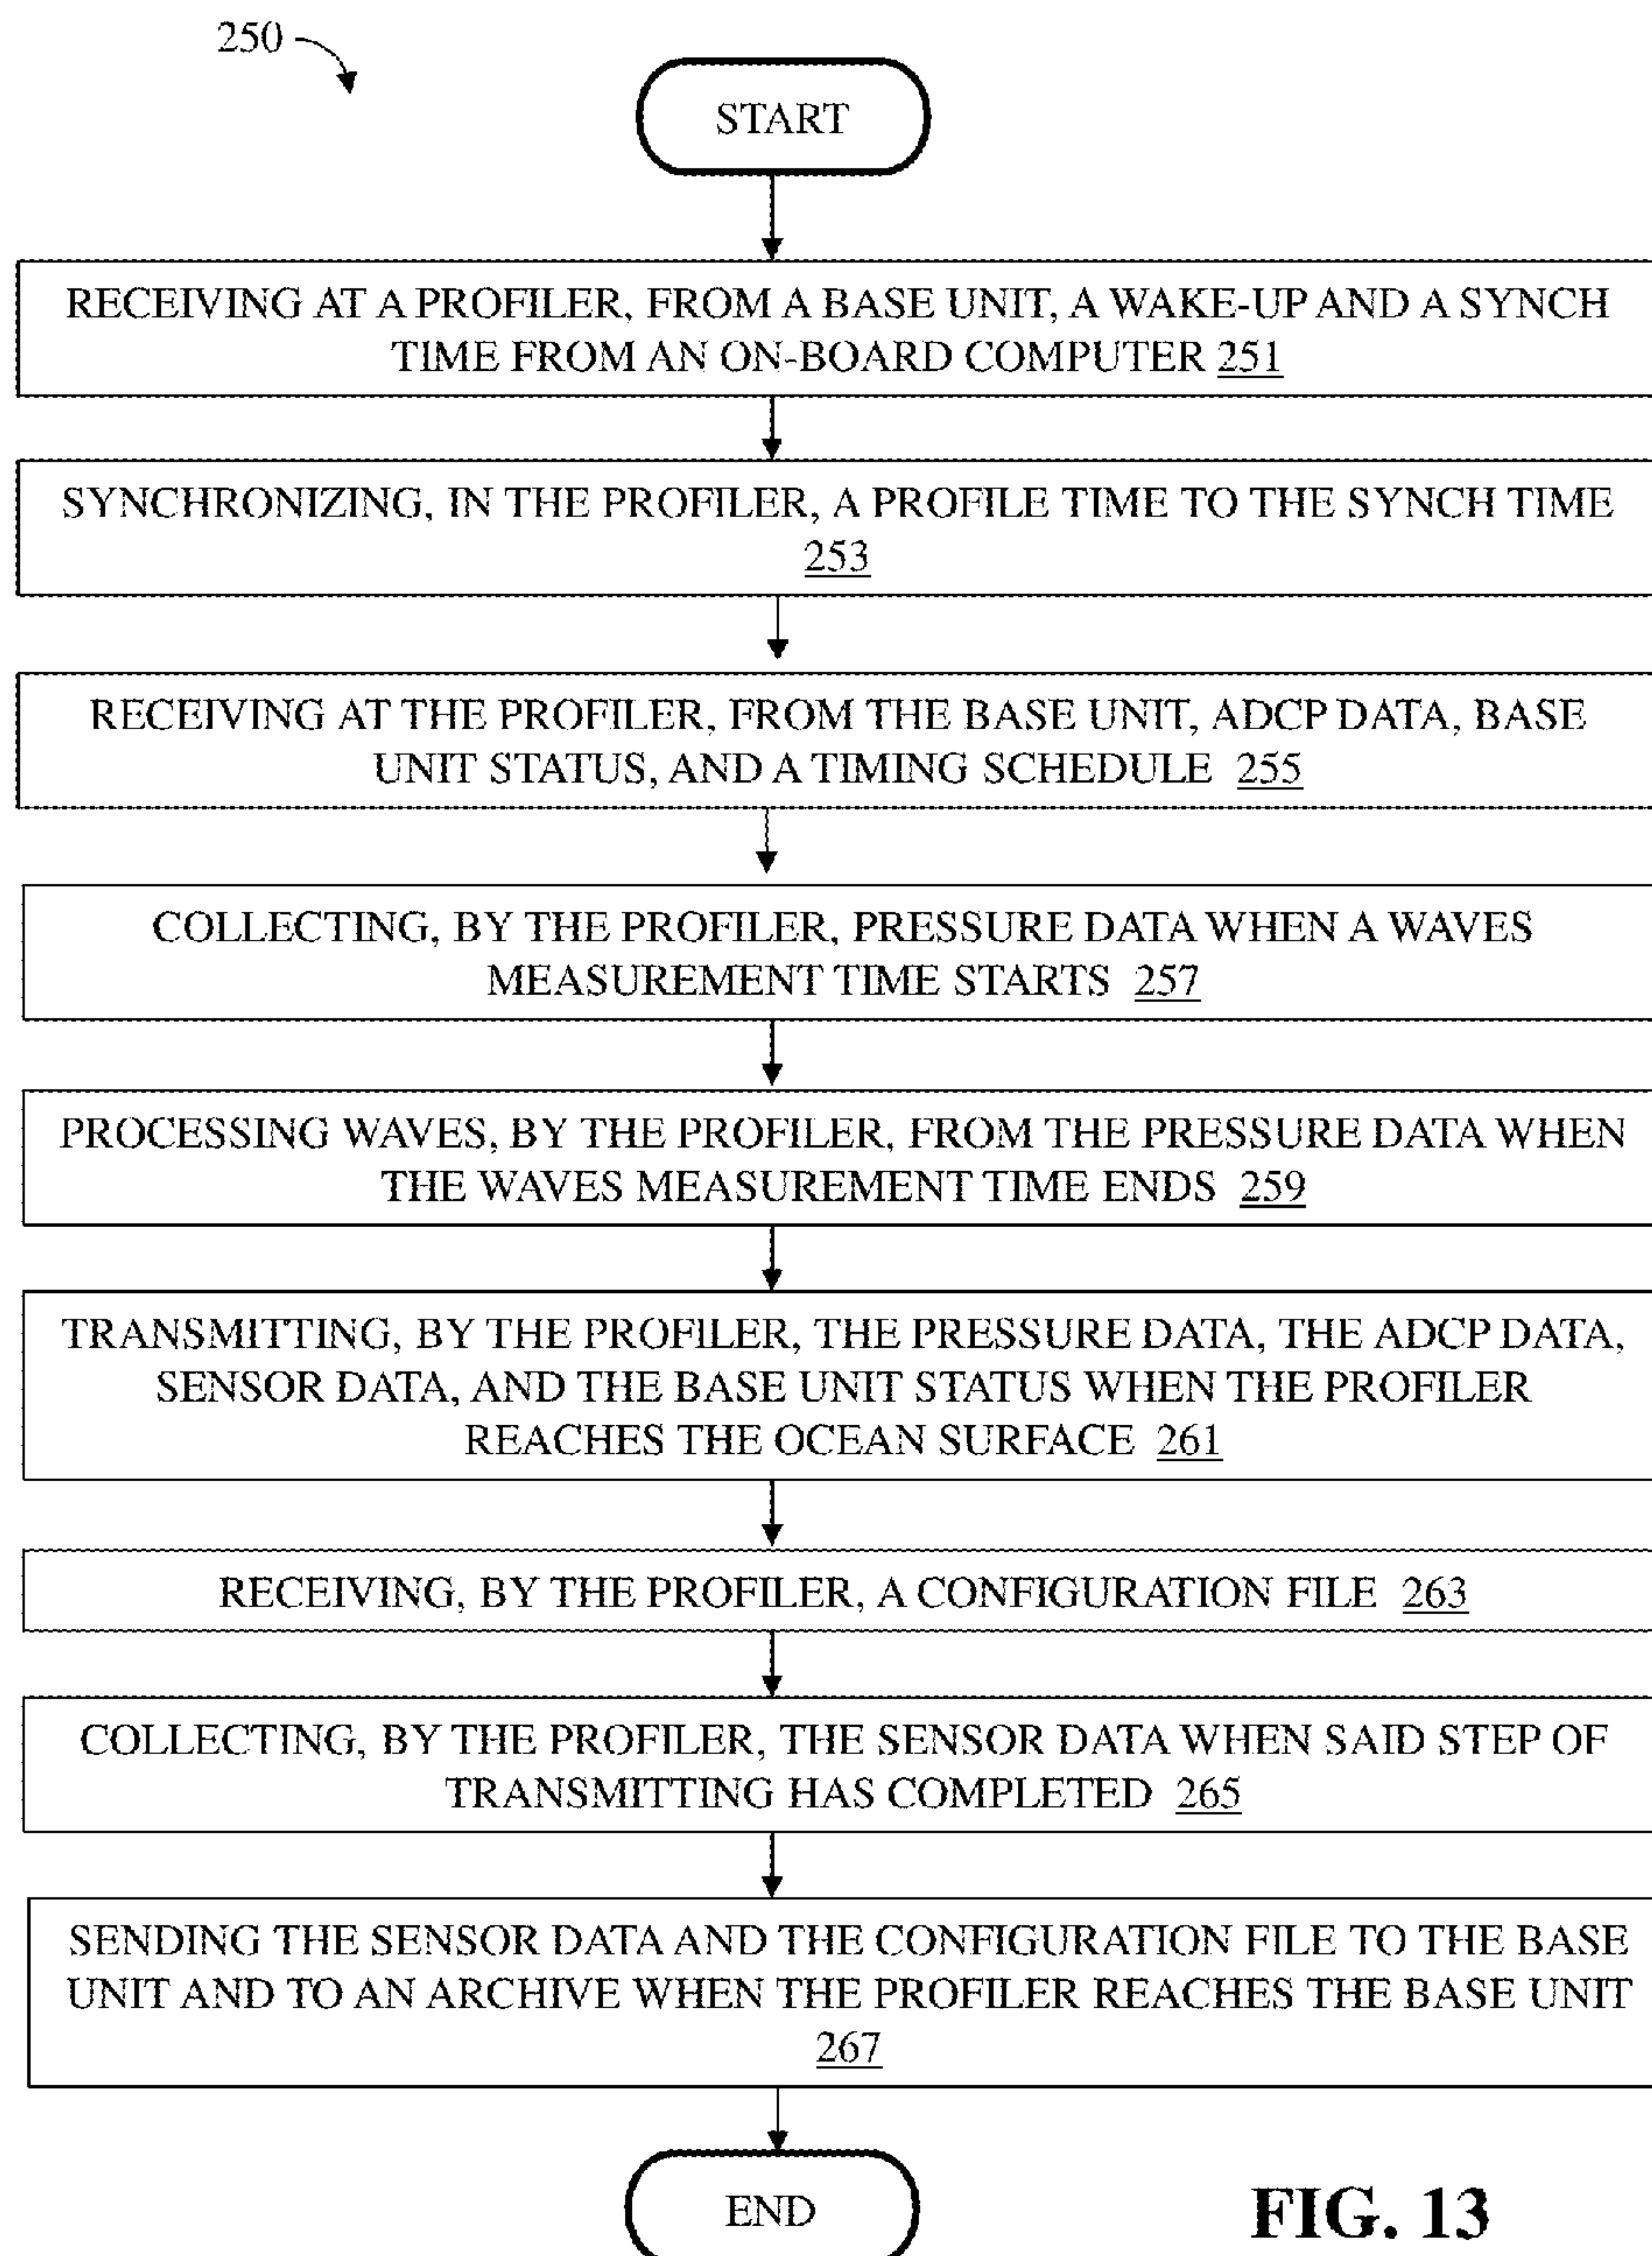 250
START
RECEIVING AT A PROFILER, FROM A BASE UNIT, A WAKE-UP AND A SYNCH
TIME FROM AN ON-BOARD COMPUTER 251
SYNCHRONIZING, IN THE PROFILER, A PROFILE TIME TO THE SYNCH TIME
253
RECEIVING AT THE PROFILER, FROM THE BASE UNIT, ADCP DATA, BASE
UNIT STATUS, AND A TIMING SCHEDULE 255
COLLECTING, BY THE PROFILER, PRESSURE DATA WHEN A WAVES
MEASUREMENT TIME STARTS 257
PROCESSING WAVES, BY THE PROFILER, FROM THE PRESSURE DATA WHEN
THE WAVES MEASUREMENT TIME ENDS 259
TRANSMITTING, BY THE PROFILER, THE PRESSURE DATA, THE ADCP DATA,
SENSOR DATA, AND THE BASE UNIT STATUS WHEN THE PROFILER
REACHES THE OCEAN SURFACE 261
RECEIVING, BY THE PROFILER, A CONFIGURATION FILE 263
COLLECTING, BY THE PROFILER, THE SENSOR DATA WHEN SAID STEP OF
TRANSMITTING HAS COMPLETED 265
SENDING THE SENSOR DATA AND THE CONFIGURATION FILE TO THE BASE
UNIT AND TO AN ARCHIVE WHEN THE PROFILER REACHES THE BASE UNIT
267
END
FIG. 13